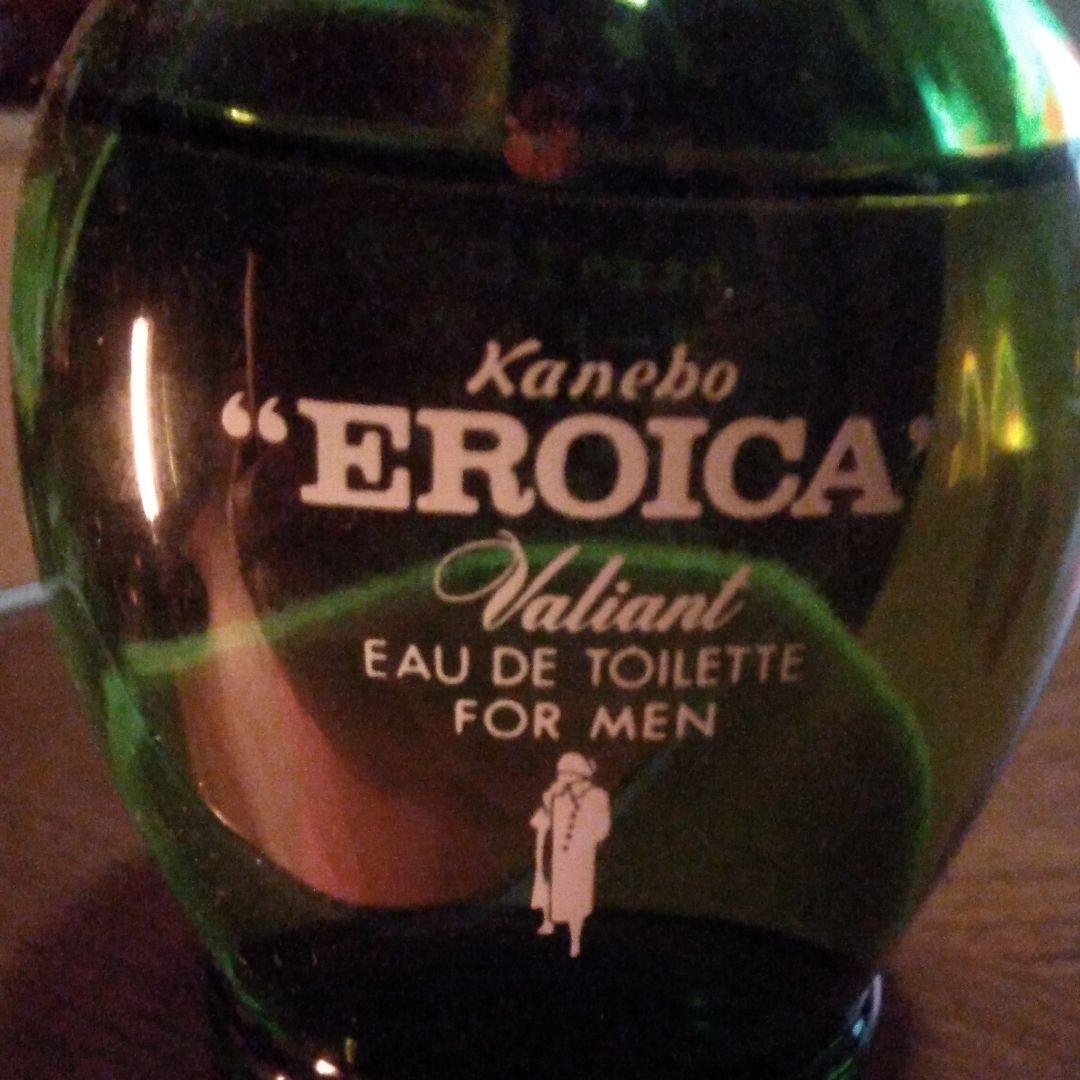 Kanebo
“EROICA’
Valiant
EAU DE TOILETTE
FOR MEN